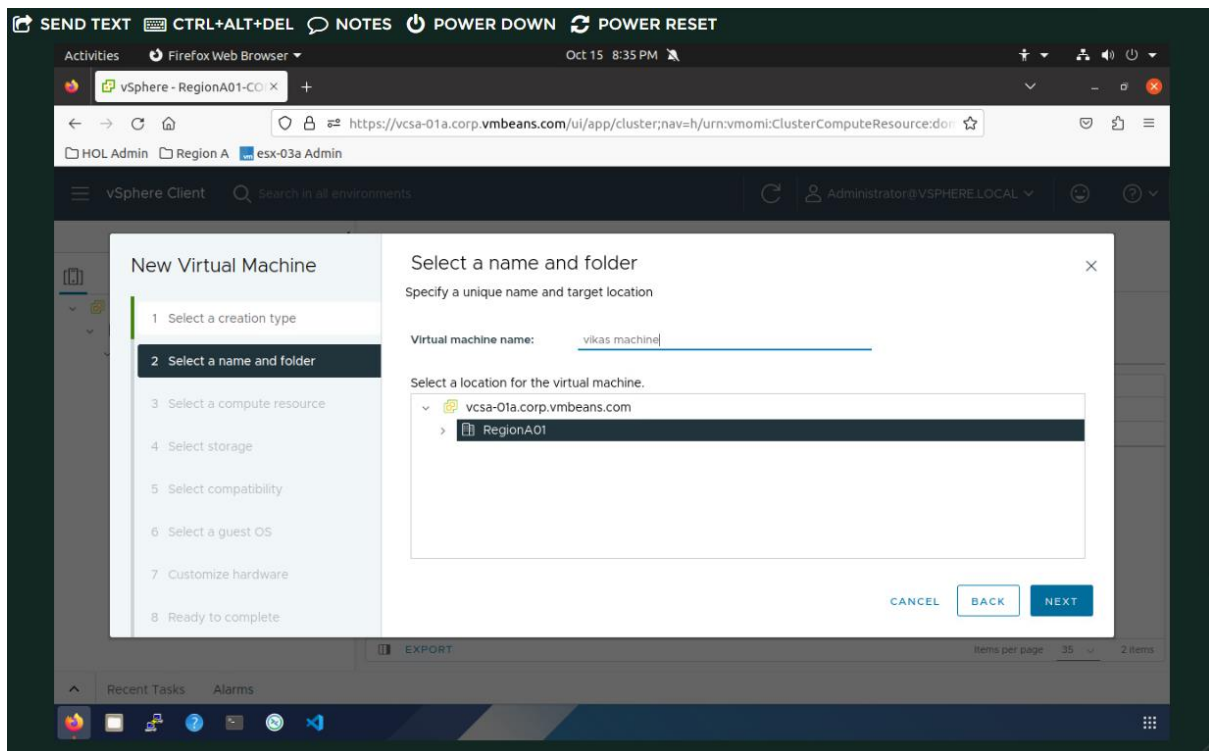 SEND TEXT CTRL+ALT+DEL NOTES POWER DOWN POWER RESET
Activities Firefox Web Browser Oct 15 8:35 PM
vSphere - RegionA01-CO
https://vcsa-01a.corp.vmbeans.com/ui/app/cluster;nav=h/urn:vmomi:ClusterComputeResource:dom
HOL Admin Region A esx-03a Admin
vSphere Client Search in all environments Administrator@VSPHERE.LOCAL
New Virtual Machine
1 Select a creation type
2 Select a name and folder
3 Select a compute resource
4 Select storage
5 Select compatibility
6 Select a guest OS
7 Customize hardware
8 Ready to complete
Select a name and folder
Specify a unique name and target location
Virtual machine name: vikas machine
Select a location for the virtual machine.
vcsa-01a.corp.vmbeans.com
RegionA01
CANCEL BACK NEXT
EXPORT Items per page 35 2 items
Recent Tasks Alarms